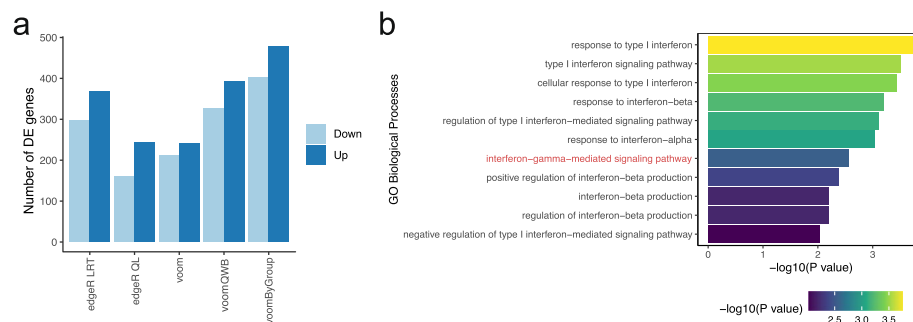 a
Number of DE genes
500
400
300
200
100
0
edgeR LRT
edgeR QL
voom
voomQWB
voomByGroup
Down
Up
b
GO Biological Processes
response to type I interferon
type I interferon signaling pathway
cellular response to type I interferon
response to interferon−beta
regulation of type I interferon−mediated signaling pathway
response to interferon−alpha
interferon−gamma−mediated signaling pathway
positive regulation of interferon−beta production
interferon−beta production
regulation of interferon−beta production
negative regulation of type I interferon−mediated signaling pathway
0 1 2 3
−log10(P value)
−log10(P value)
2.5 3.0 3.5